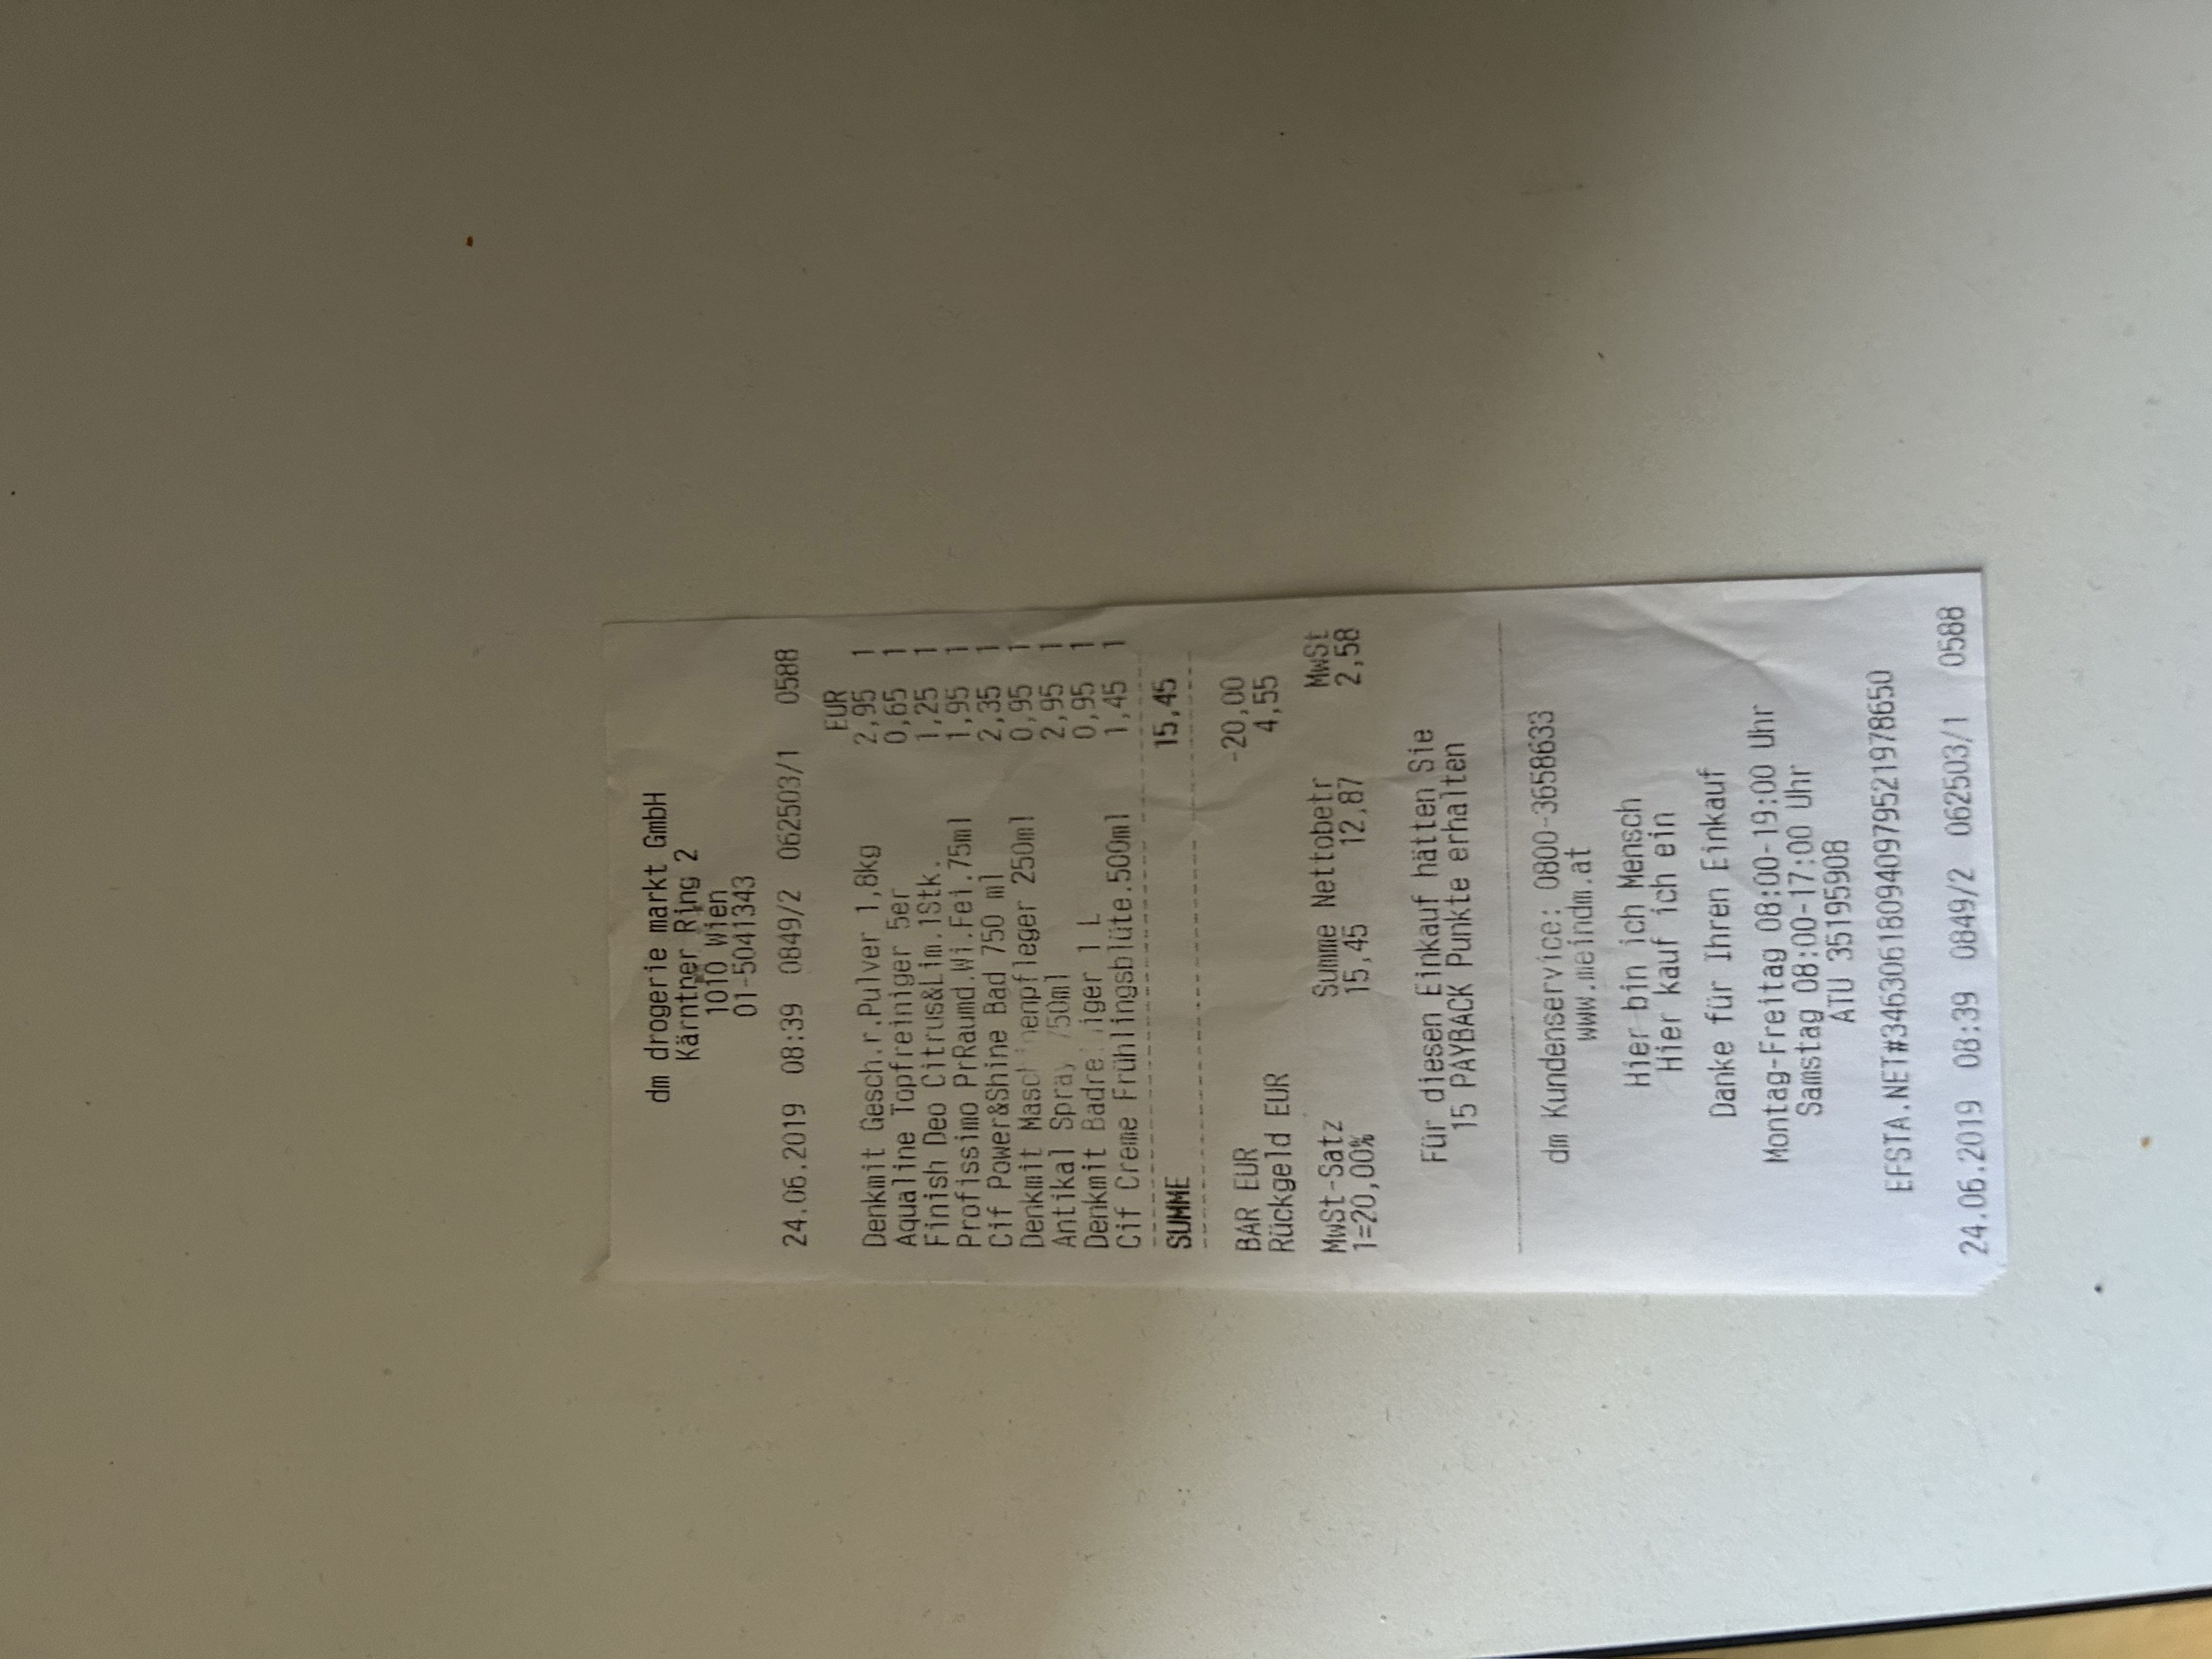 dm drogerie markt GmbH
Kärntner Ring 2
1010 Wien
01-5041343
24.06.2019 08:39 0849/2 062503/1 0588
EUR
Denkmit Gesch.r.Pulver 1,8kg 2,95 1
Aqualine Topfreiniger 5er 0,65 1
Finish Deo Citrus&Lim.1Stk. 1,25 1
Profissimo PrRaumd.Wi.Fei.75ml 1,95 1
Cif Power&Shine Bad 750 ml 2,35 1
Denkmit Maschinenpfleger 250ml 0,95 1
Antikal Spray 750ml 2,95 1
Denkmit Badreiniger 1 L 0,95 1
Cif Creme Frühlingsblüte.500ml 1,45 1
SUMME 15,45
BAR EUR -20,00
Rückgeld EUR 4,55
MwSt-Satz Summe Nettobetr MwSt
1=20,00% 15,45 12,87 2,58
Für diesen Einkauf hätten Sie
15 PAYBACK Punkte erhalten
dm Kundenservice: 0800-3658633
www.meindm.at
Hier bin ich Mensch
Hier kauf ich ein
Danke für Ihren Einkauf
Montag-Freitag 08:00-19:00 Uhr
Samstag 08:00-17:00 Uhr
ATU 35195908
EFSTA.NET#346306180940979521978650
24.06.2019 08:39 0849/2 062503/1 0588